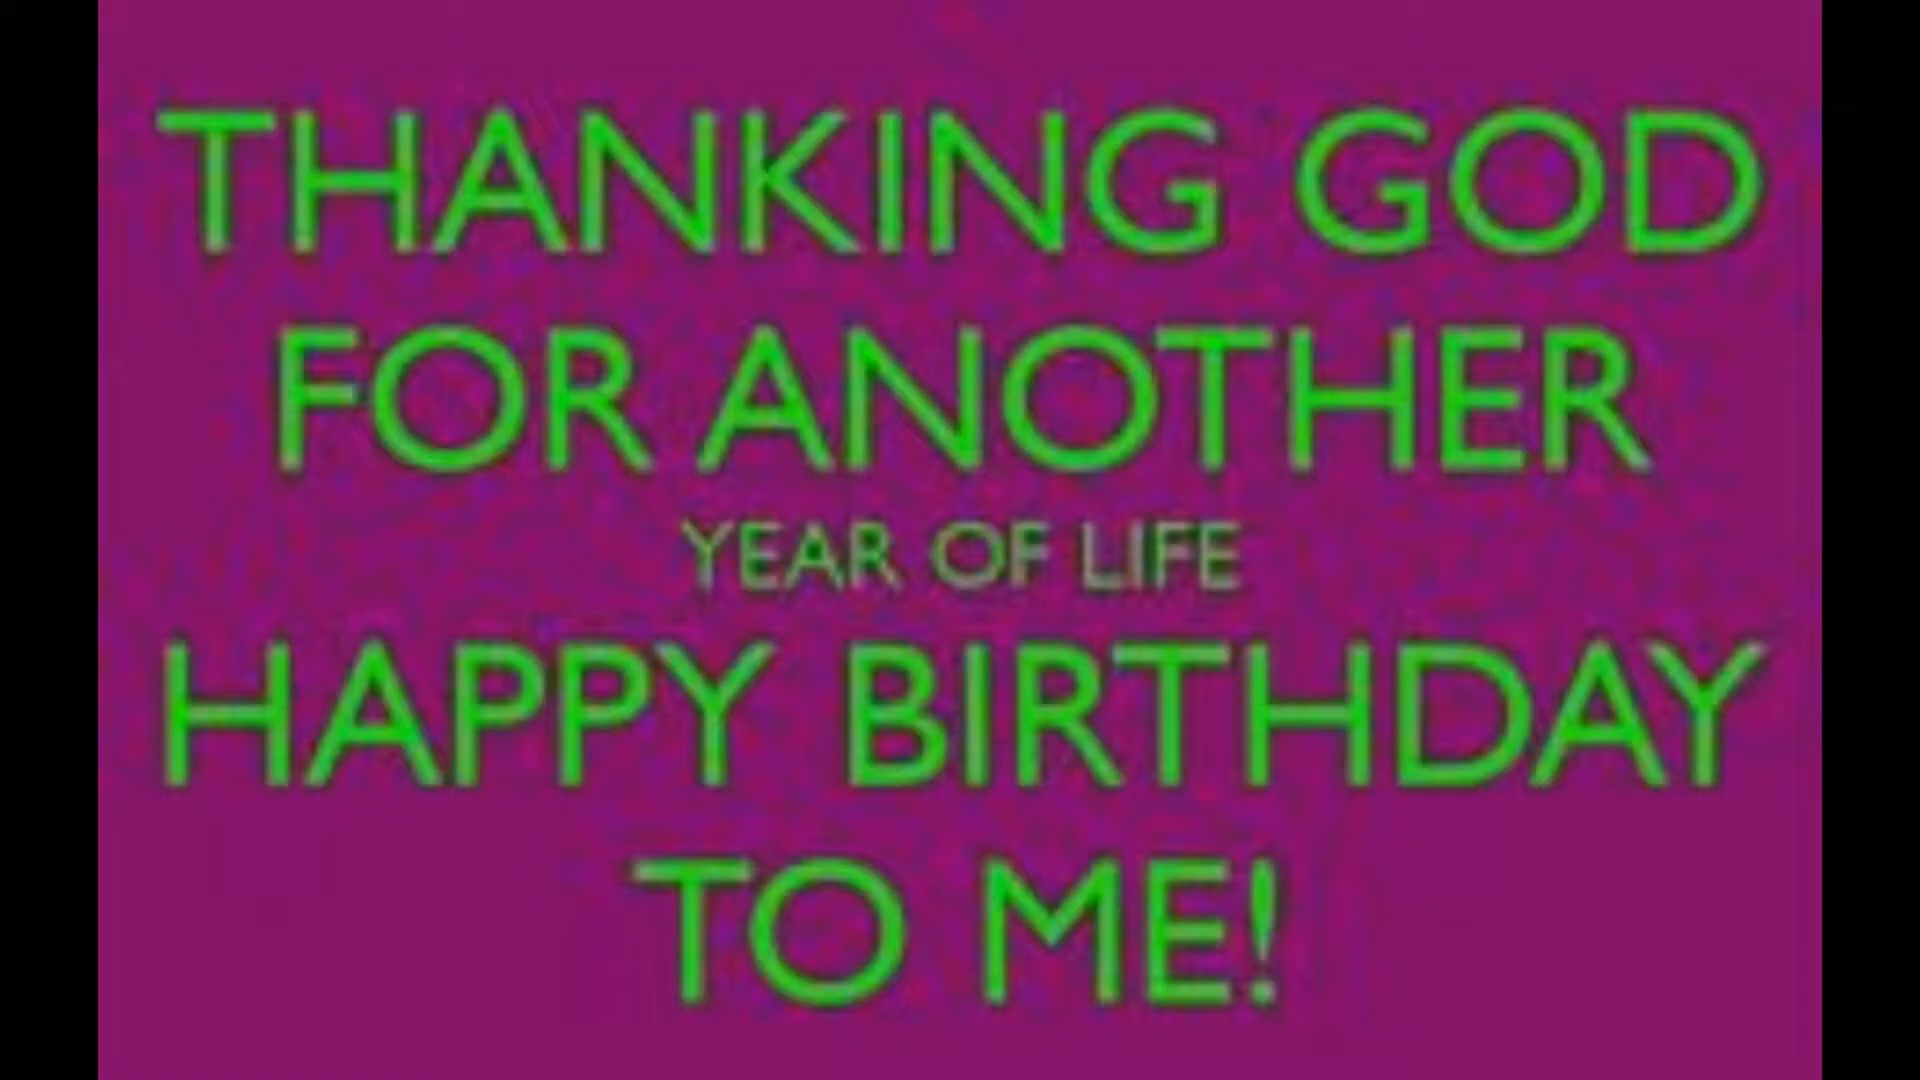 THANKING GOD
FOR ANOTHER
YEAR OF LIFE
HAPPY BIRTHDAY
TO ME!